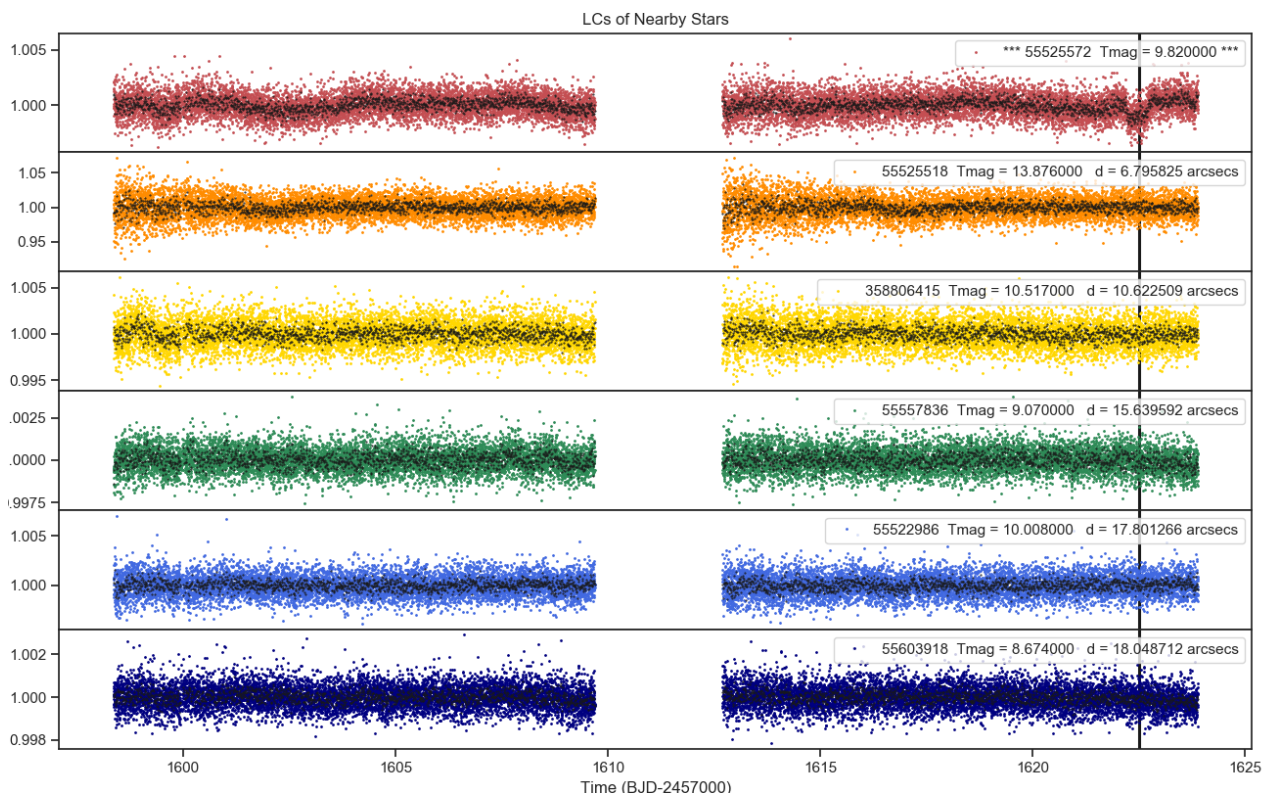 LCs of Nearby Stars
1.005
1.000
*** 55525572 Tmag = 9.820000 ***
1.05
1.00
0.95
55525518 Tmag = 13.876000 d = 6.795825 arcsecs
1.005
1.000
0.995
358806415 Tmag = 10.517000 d = 10.622509 arcsecs
.0025
.0000
.9975
55557836 Tmag = 9.070000 d = 15.639592 arcsecs
1.005
1.000
55522986 Tmag = 10.008000 d = 17.801266 arcsecs
1.002
1.000
0.998
55603918 Tmag = 8.674000 d = 18.048712 arcsecs
1600 1605 1610 1615 1620 1625
Time (BJD-2457000)